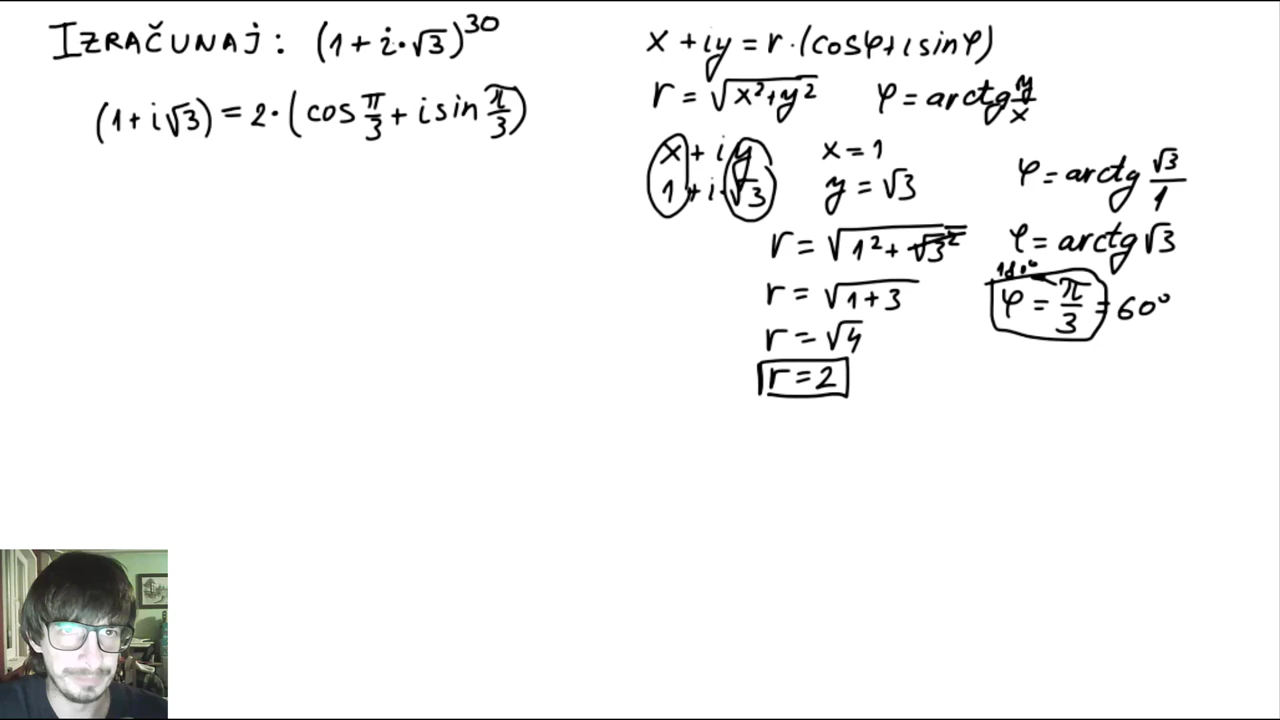 IZRAČUNAJ: (1+i·√3)^30
(1+i√3) = 2·(cos π/3 + i sin π/3)
x+iy = r·(cosφ+i sinφ)
r = √(x²+y²) φ = arctg y/x
x+iy
1+i·√3
x=1
y=√3
r = √(1²+√3²)
r = √(1+3)
r = √4
r=2
φ = arctg √3/1
φ = arctg √3
180°
φ = π/3 = 60°